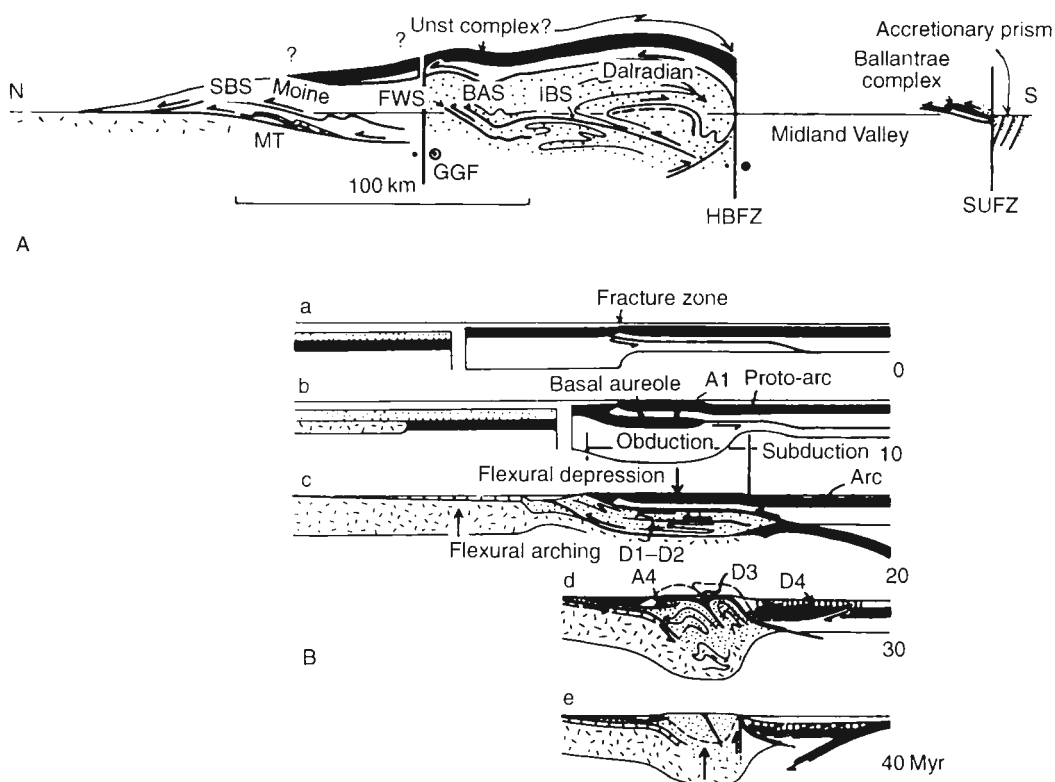 Unst complex?
Accretionary prism
?
?
Ballantrae
complex
N
SBS
Moine
FWS
BAS
IBS
Dalradian
S
MT
Midland Valley
GGF
100 km
HBFZ
SUFZ
A
a
Fracture zone
0
b
Basal aureole
A1
Proto-arc
Obduction
Subduction
10
Flexural depression
c
Arc
Flexural arching
D1–D2
20
d
A4
D3
D4
30
B
e
40 Myr